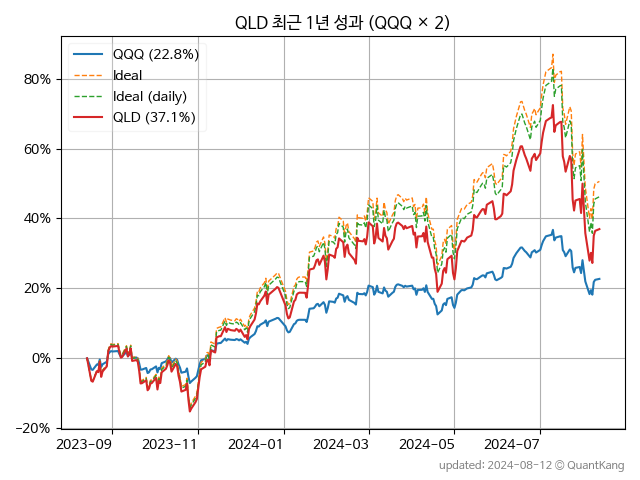 QLD 최근 1년 성과 (QQQ × 2)
QQQ (22.8%)
Ideal
Ideal (daily)
QLD (37.1%)
80%
60%
40%
20%
0%
−20%
2023-09 2023-11 2024-01 2024-03 2024-05 2024-07
updated: 2024-08-12 © QuantKang